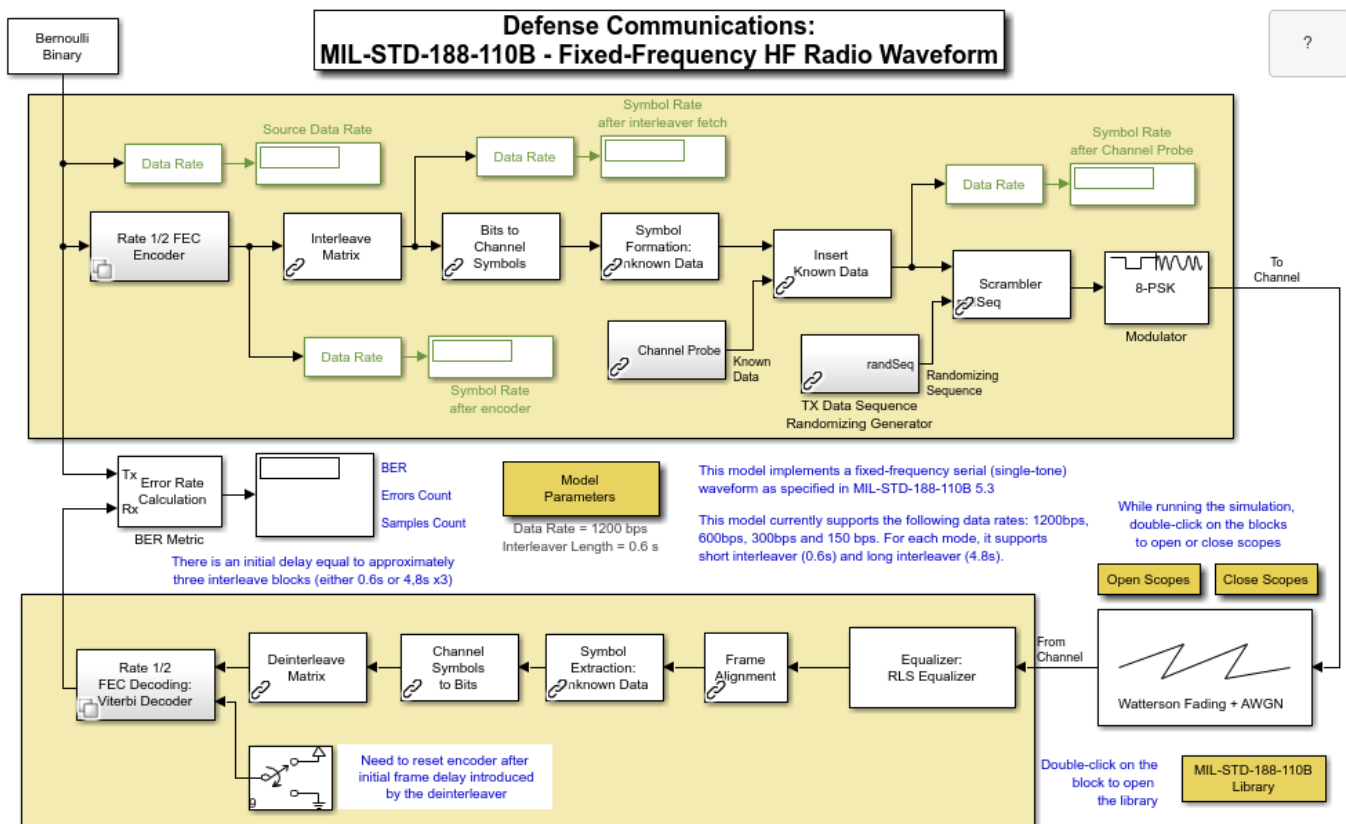 Defense Communications:
MIL-STD-188-110B - Fixed-Frequency HF Radio Waveform
?
Bernoulli
Binary
Source Data Rate
Data Rate
Symbol Rate
after interleaver fetch
Data Rate
Symbol Rate
after Channel Probe
Data Rate
Rate 1/2 FEC
Encoder
Interleave
Matrix
Bits to
Channel
Symbols
Symbol
Formation:
nknown Data
Insert
Known Data
Scrambler
randSeq
8-PSK
Modulator
To
Channel
Data Rate
Symbol Rate
after encoder
Channel Probe
Known
Data
randSeq
Randomizing
Sequence
TX Data Sequence
Randomizing Generator
Tx
Rx
Error Rate
Calculation
BER Metric
BER
Errors Count
Samples Count
There is an initial delay equal to approximately
three interleave blocks (either 0.6s or 4,8s x3)
Model
Parameters
Data Rate = 1200 bps
Interleaver Length = 0.6 s
This model implements a fixed-frequency serial (single-tone)
waveform as specified in MIL-STD-188-110B 5.3
This model currently supports the following data rates: 1200bps,
600bps, 300bps and 150 bps. For each mode, it supports
short interleaver (0.6s) and long interleaver (4.8s).
While running the simulation,
double-click on the blocks
to open or close scopes
Open Scopes
Close Scopes
Rate 1/2
FEC Decoding:
Viterbi Decoder
Deinterleave
Matrix
Channel
Symbols
to Bits
Symbol
Extraction:
nknown Data
Frame
Alignment
Equalizer:
RLS Equalizer
From
Channel
Watterson Fading + AWGN
9
Need to reset encoder after
initial frame delay introduced
by the deinterleaver
Double-click on the
block to open
the library
MIL-STD-188-110B
Library